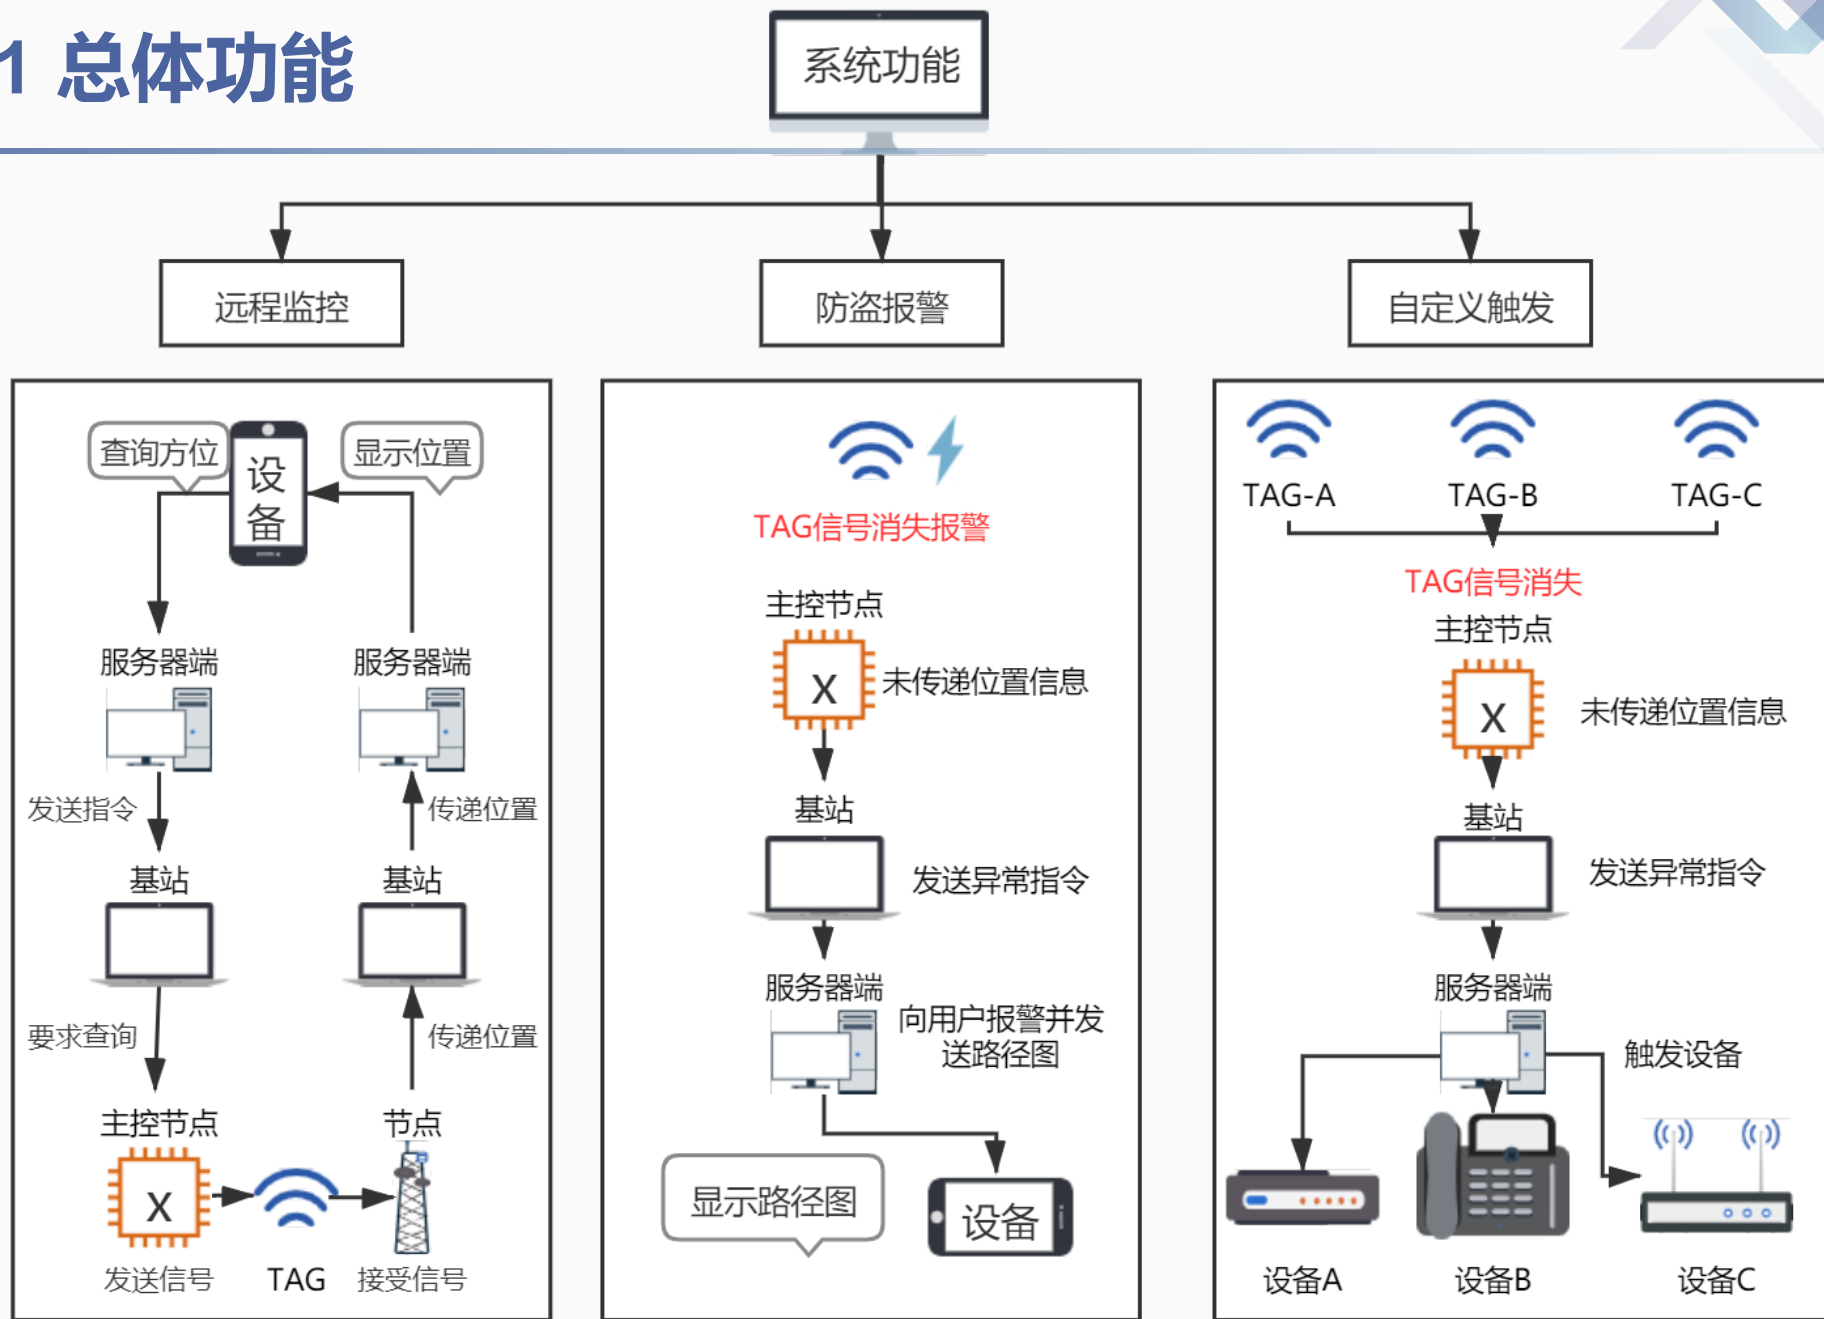 1 总体功能
系统功能
远程监控
防盗报警
自定义触发
查询方位
设
备
显示位置
服务器端
服务器端
发送指令
传递位置
基站
基站
要求查询
传递位置
主控节点
节点
X
发送信号
TAG
接受信号
TAG信号消失报警
主控节点
X
未传递位置信息
基站
发送异常指令
服务器端
向用户报警并发
送路径图
显示路径图
设备
TAG-A
TAG-B
TAG-C
TAG信号消失
主控节点
X
未传递位置信息
基站
发送异常指令
服务器端
触发设备
设备A
设备B
设备C